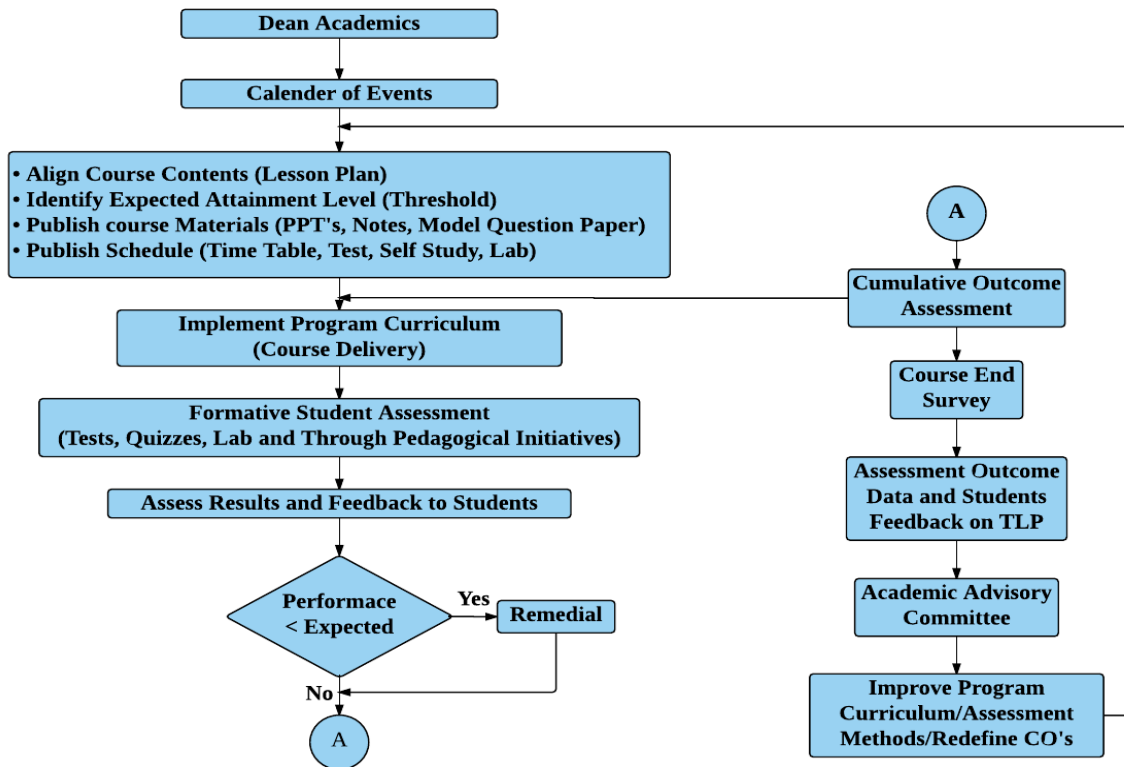 Dean Academics
Calender of Events
• Align Course Contents (Lesson Plan)
• Identify Expected Attainment Level (Threshold)
• Publish course Materials (PPT's, Notes, Model Question Paper)
• Publish Schedule (Time Table, Test, Self Study, Lab)
Implement Program Curriculum
(Course Delivery)
Formative Student Assessment
(Tests, Quizzes, Lab and Through Pedagogical Initiatives)
Assess Results and Feedback to Students
Performace
< Expected
Yes
Remedial
No
A
A
Cumulative Outcome
Assessment
Course End
Survey
Assessment Outcome
Data and Students
Feedback on TLP
Academic Advisory
Committee
Improve Program
Curriculum/Assessment
Methods/Redefine CO's